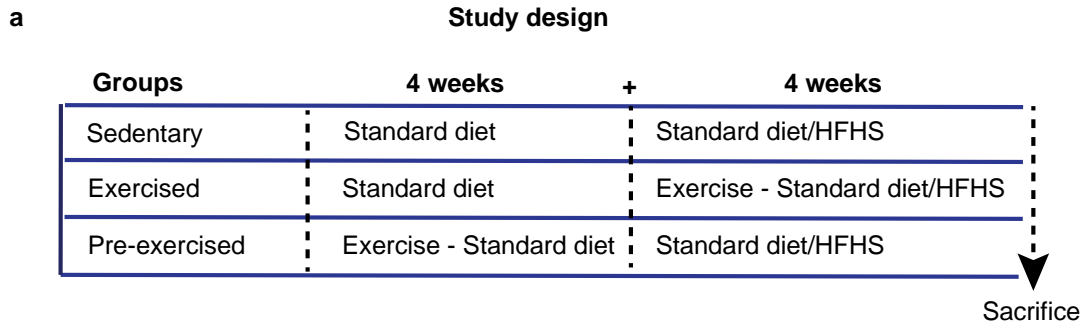 a Study design
Groups 4 weeks + 4 weeks
Sedentary Standard diet Standard diet/HFHS
Exercised Standard diet Exercise - Standard diet/HFHS
Pre-exercised Exercise - Standard diet Standard diet/HFHS
Sacrifice